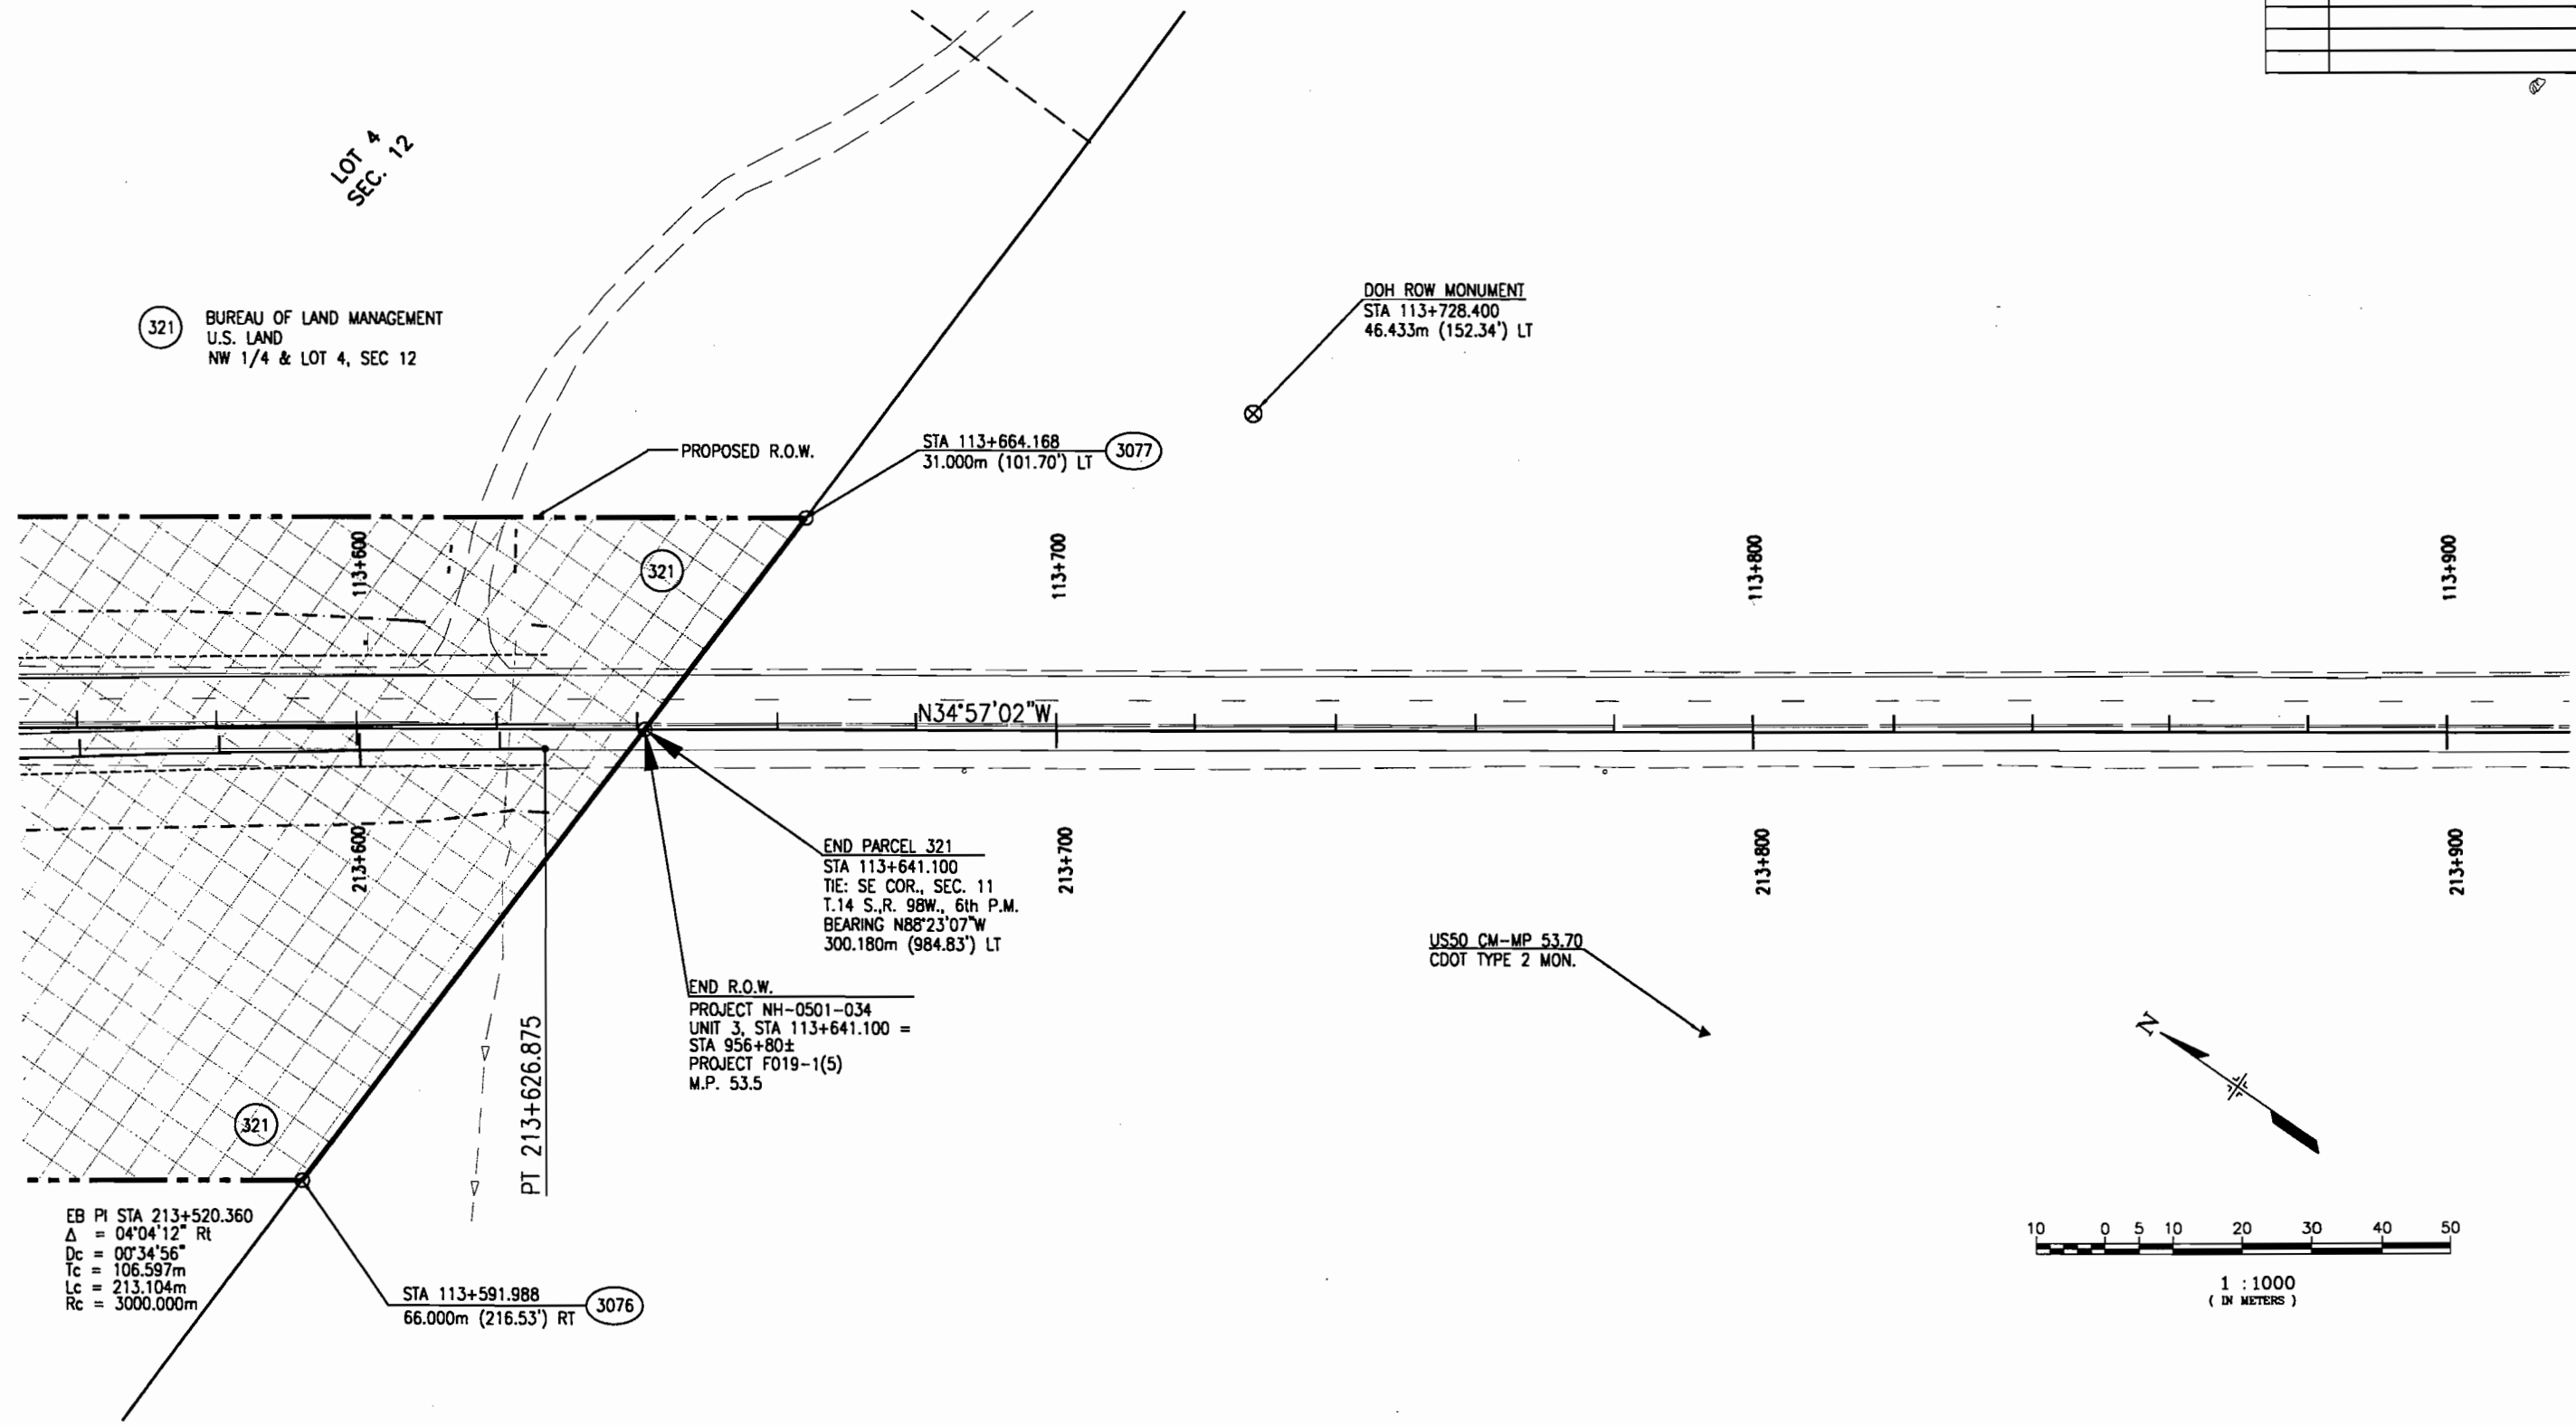 LOT 4
SEC. 12
321
BUREAU OF LAND MANAGEMENT
U.S. LAND
NW 1/4 & LOT 4, SEC 12
DOH ROW MONUMENT
STA 113+728.400
46.433m (152.34') LT
PROPOSED R.O.W.
STA 113+664.168
31.000m (101.70') LT
3077
321
113+600
113+700
113+800
113+900
N34°57'02"W
213+600
213+700
213+800
213+900
END PARCEL 321
STA 113+641.100
TIE: SE COR., SEC. 11
T.14 S.,R. 98W., 6th P.M.
BEARING N88°23'07"W
300.180m (984.83') LT
END R.O.W.
PROJECT NH-0501-034
UNIT 3, STA 113+641.100 =
STA 956+80±
PROJECT F019-1(5)
M.P. 53.5
US50 CM-MP 53.70
CDOT TYPE 2 MON.
PT 213+626.875
321
N
EB PI STA 213+520.360
Δ = 04°04'12" Rt
Dc = 00°34'56"
Tc = 106.597m
Lc = 213.104m
Rc = 3000.000m
STA 113+591.988
66.000m (216.53') RT
3076
10 0 5 10 20 30 40 50
1 :1000
( IN METERS )